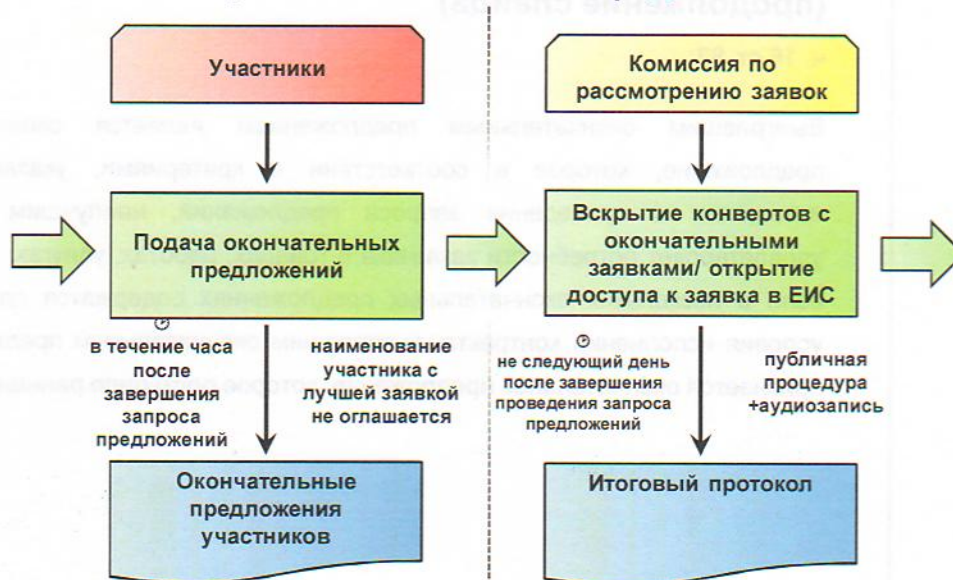 Участники
Подача окончательных
предложений
в течение часа
после
завершения
запроса
предложений
наименование
участника с
лучшей заявкой
не оглашается
Окончательные
предложения
участников
Комиссия по
рассмотрению заявок
Вскрытие конвертов с
окончательными
заявками/ открытие
доступа к заявка в ЕИС
не следующий день
после завершения
проведения запроса
предложений
публичная
процедура
+аудиозапись
Итоговый протокол